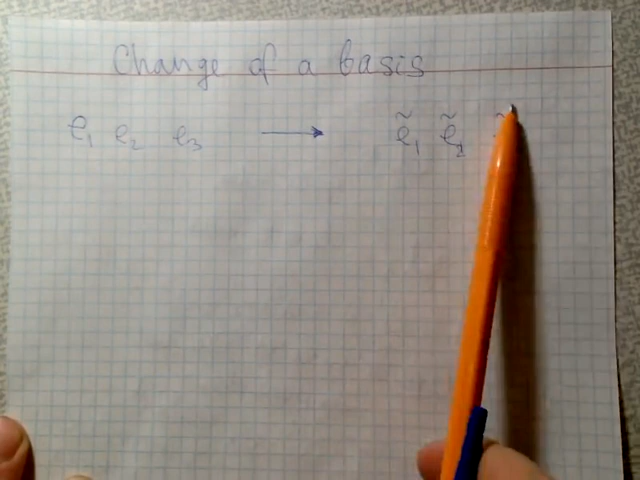 Change of a basis
e₁ e₂ e₃ → ẽ₁ ẽ₂